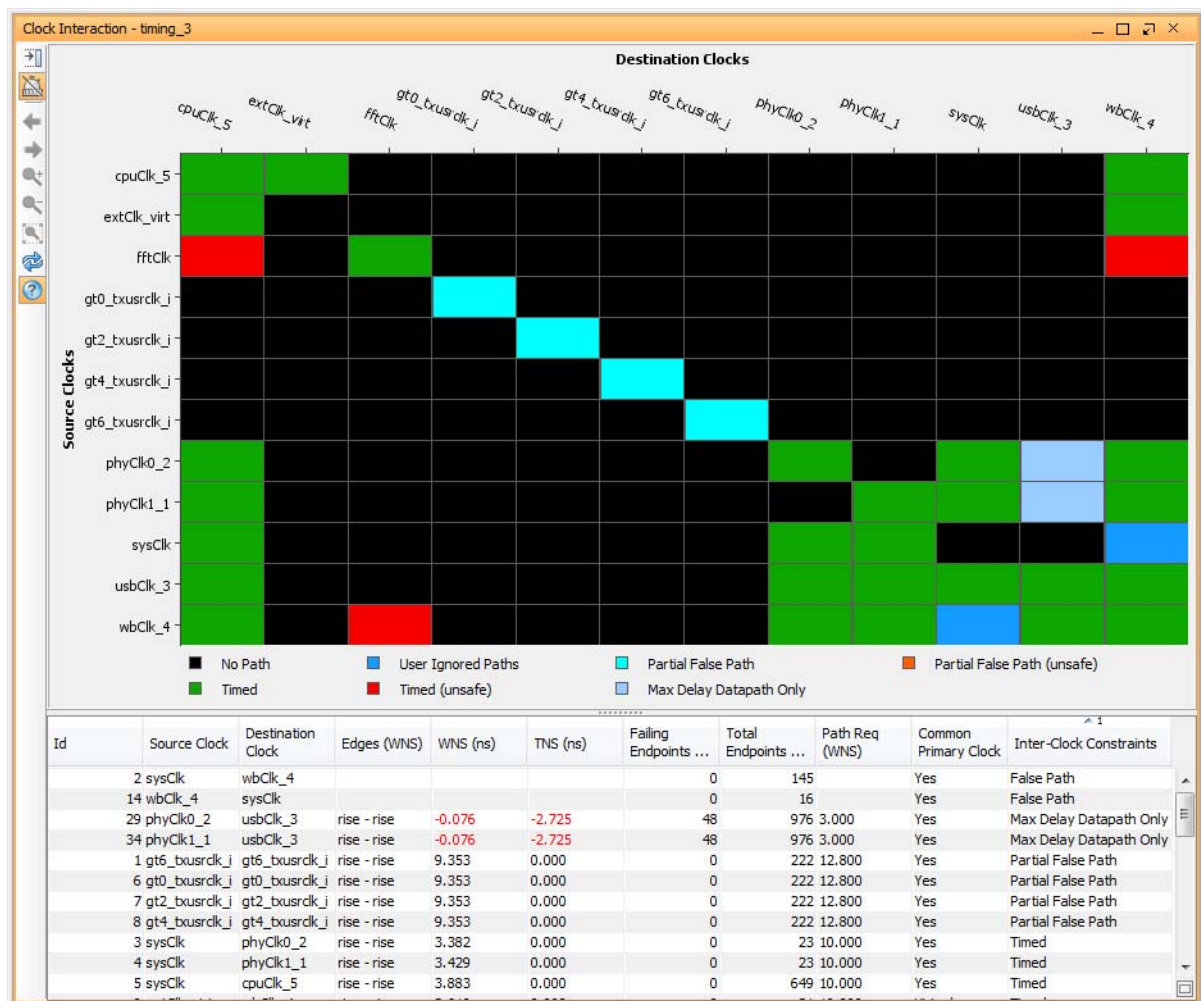 Clock Interaction - timing_3
Destination Clocks
cpuClk_5 extClk_virt fftClk gt0_txusrclk_i gt2_txusrclk_i gt4_txusrclk_i gt6_txusrclk_i phyClk0_2 phyClk1_1 sysClk usbClk_3 wbClk_4
Source Clocks
cpuClk_5
extClk_virt
fftClk
gt0_txusrclk_i
gt2_txusrclk_i
gt4_txusrclk_i
gt6_txusrclk_i
phyClk0_2
phyClk1_1
sysClk
usbClk_3
wbClk_4
No Path User Ignored Paths Partial False Path Partial False Path (unsafe)
Timed Timed (unsafe) Max Delay Datapath Only
Id Source Clock Destination Clock Edges (WNS) WNS (ns) TNS (ns) Failing Endpoints ... Total Endpoints ... Path Req (WNS) Common Primary Clock 1 Inter-Clock Constraints
2 sysClk wbClk_4 0 145 Yes False Path
14 wbClk_4 sysClk 0 16 Yes False Path
29 phyClk0_2 usbClk_3 rise - rise -0.076 -2.725 48 976 3.000 Yes Max Delay Datapath Only
34 phyClk1_1 usbClk_3 rise - rise -0.076 -2.725 48 976 3.000 Yes Max Delay Datapath Only
1 gt6_txusrclk_i gt6_txusrclk_i rise - rise 9.353 0.000 0 222 12.800 Yes Partial False Path
6 gt0_txusrclk_i gt0_txusrclk_i rise - rise 9.353 0.000 0 222 12.800 Yes Partial False Path
7 gt2_txusrclk_i gt2_txusrclk_i rise - rise 9.353 0.000 0 222 12.800 Yes Partial False Path
8 gt4_txusrclk_i gt4_txusrclk_i rise - rise 9.353 0.000 0 222 12.800 Yes Partial False Path
3 sysClk phyClk0_2 rise - rise 3.382 0.000 0 23 10.000 Yes Timed
4 sysClk phyClk1_1 rise - rise 3.429 0.000 0 23 10.000 Yes Timed
5 sysClk cpuClk_5 rise - rise 3.883 0.000 0 649 10.000 Yes Timed